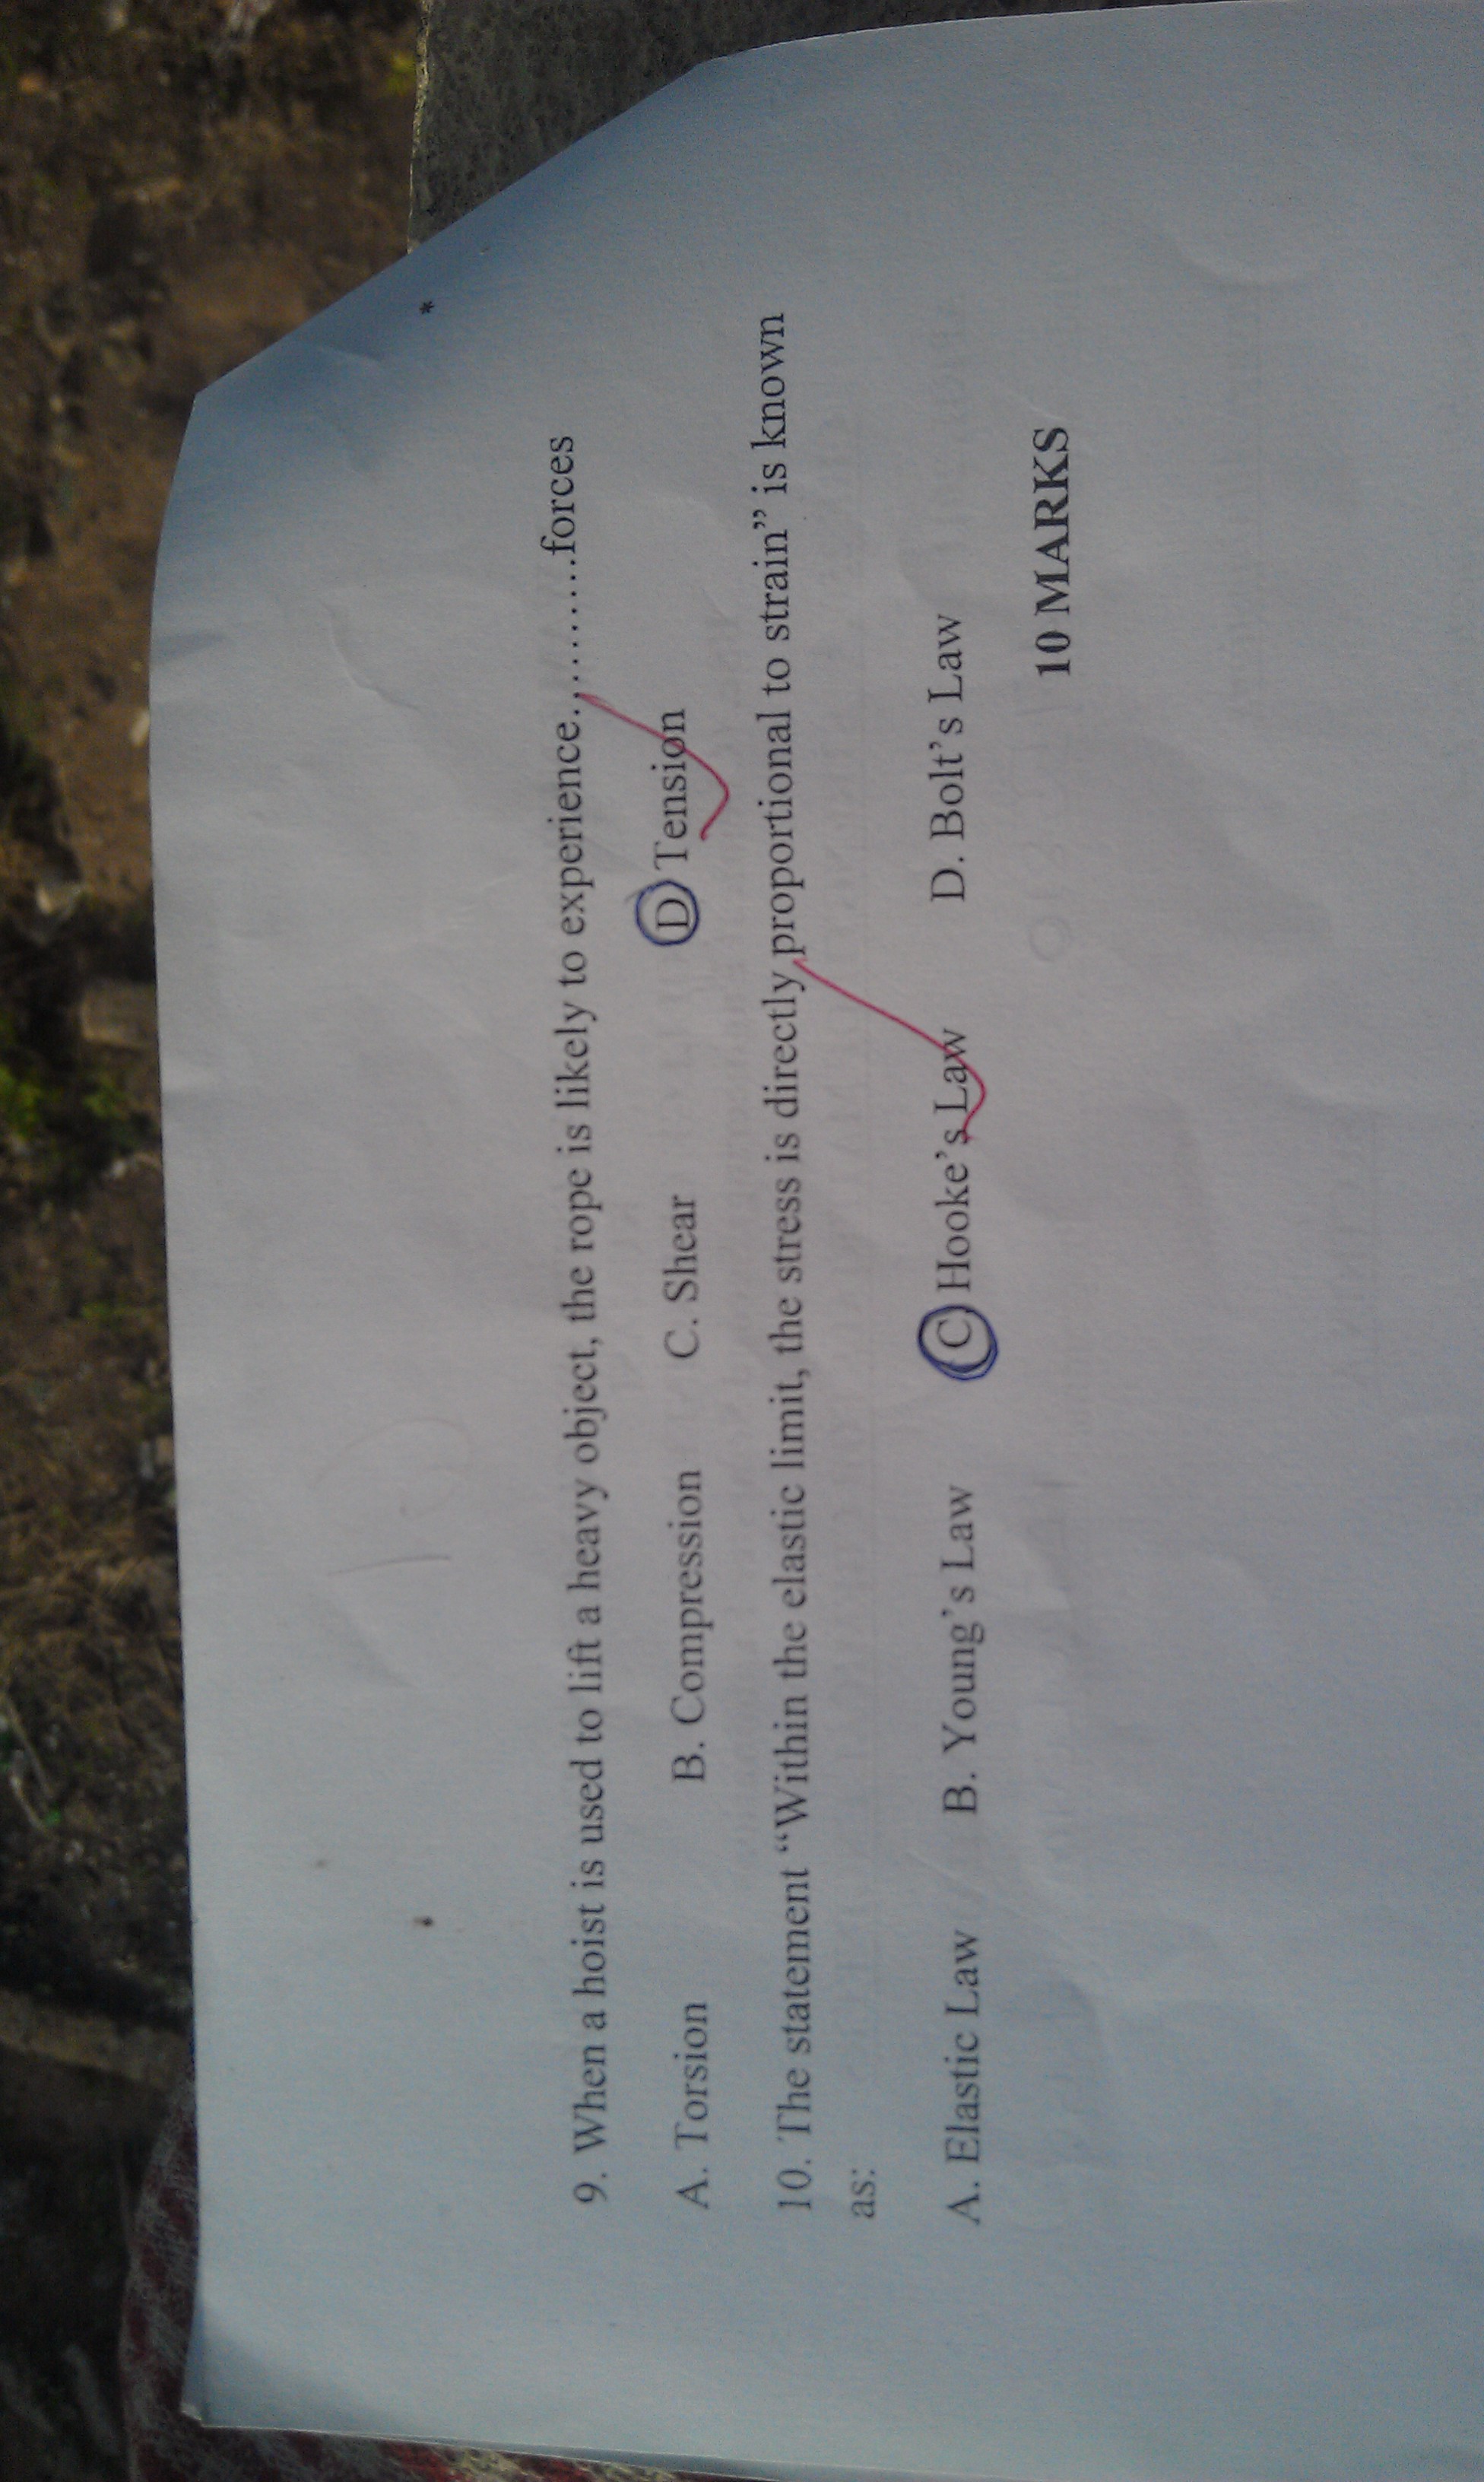 9. When a hoist is used to lift a heavy object, the rope is likely to experience..........forces
A. Torsion B. Compression C. Shear D Tension
10. The statement “Within the elastic limit, the stress is directly proportional to strain” is known
as:
A. Elastic Law B. Young’s Law C Hooke’s Law D. Bolt’s Law
10 MARKS